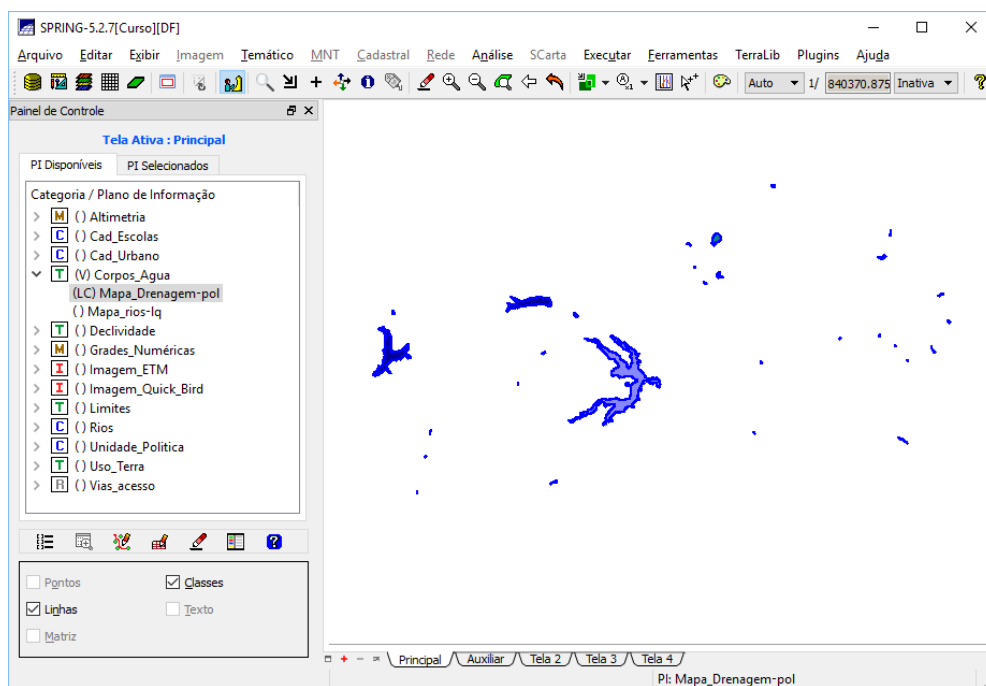 SPRING-5.2.7[Curso][DF]
Arquivo Editar Exibir Imagem Temático MNT Cadastral Rede Análise SCarta Executar Ferramentas TerraLib Plugins Ajuda
Auto 1/ 840370.875 Inativa
Painel de Controle
Tela Ativa : Principal
PI Disponíveis PI Selecionados
Categoria / Plano de Informação
M () Altimetria
C () Cad_Escolas
C () Cad_Urbano
T (V) Corpos_Agua
(LC) Mapa_Drenagem-pol
() Mapa_rios-lq
T () Declividade
M () Grades_Numéricas
I () Imagem_ETM
I () Imagem_Quick_Bird
T () Limites
C () Rios
C () Unidade_Politica
T () Uso_Terra
R () Vias_acesso
Pontos Classes
Linhas Texto
Matriz
Principal Auxiliar Tela 2 Tela 3 Tela 4
PI: Mapa_Drenagem-pol